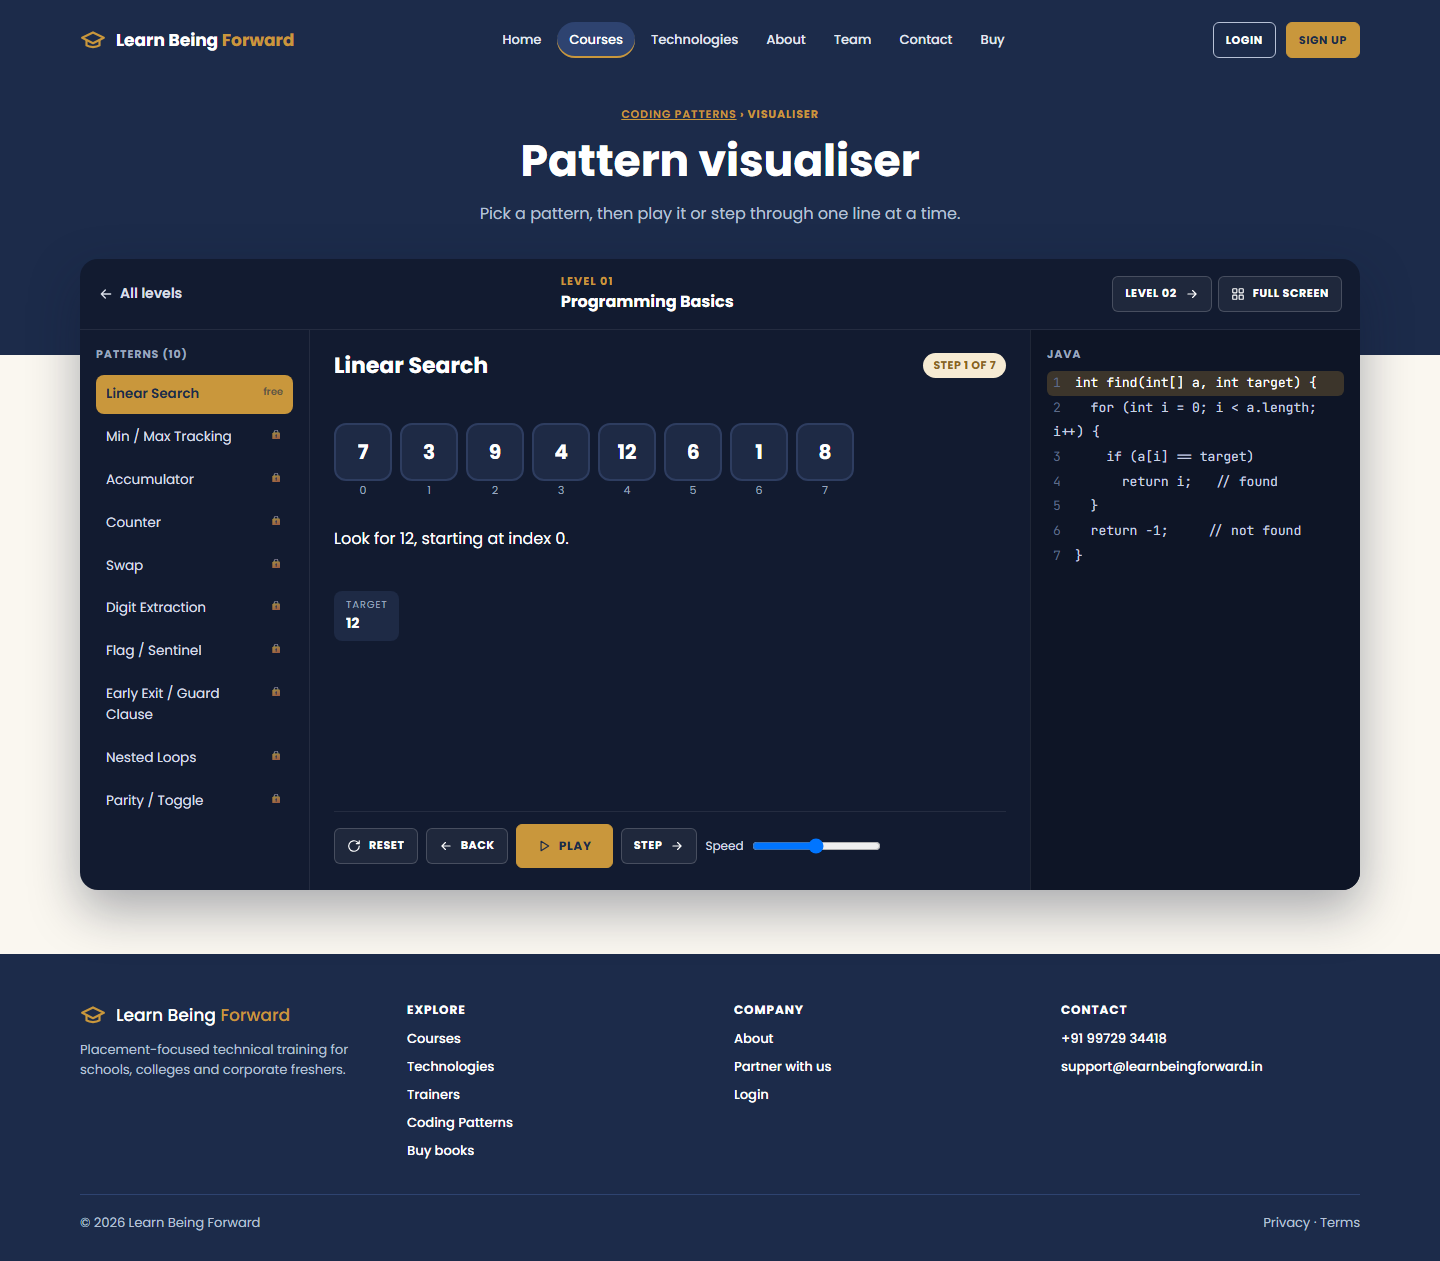 Learn Being Forward
Home Courses Technologies About Team Contact Buy
LOGIN SIGN UP
CODING PATTERNS › VISUALISER
Pattern visualiser
Pick a pattern, then play it or step through one line at a time.
← All levels
LEVEL 01
Programming Basics
LEVEL 02 →
FULL SCREEN
PATTERNS (10)
Linear Search free
Min / Max Tracking
Accumulator
Counter
Swap
Digit Extraction
Flag / Sentinel
Early Exit / Guard
Clause
Nested Loops
Parity / Toggle
Linear Search
STEP 1 OF 7
7 3 9 4 12 6 1 8
0 1 2 3 4 5 6 7
Look for 12, starting at index 0.
TARGET
12
RESET ← BACK PLAY STEP → Speed
JAVA
1 int find(int[] a, int target) {
2 for (int i = 0; i < a.length;
i++) {
3 if (a[i] == target)
4 return i; // found
5 }
6 return -1; // not found
7 }
Learn Being Forward
Placement-focused technical training for
schools, colleges and corporate freshers.
EXPLORE
Courses
Technologies
Trainers
Coding Patterns
Buy books
COMPANY
About
Partner with us
Login
CONTACT
+91 99729 34418
support@learnbeingforward.in
© 2026 Learn Being Forward
Privacy · Terms